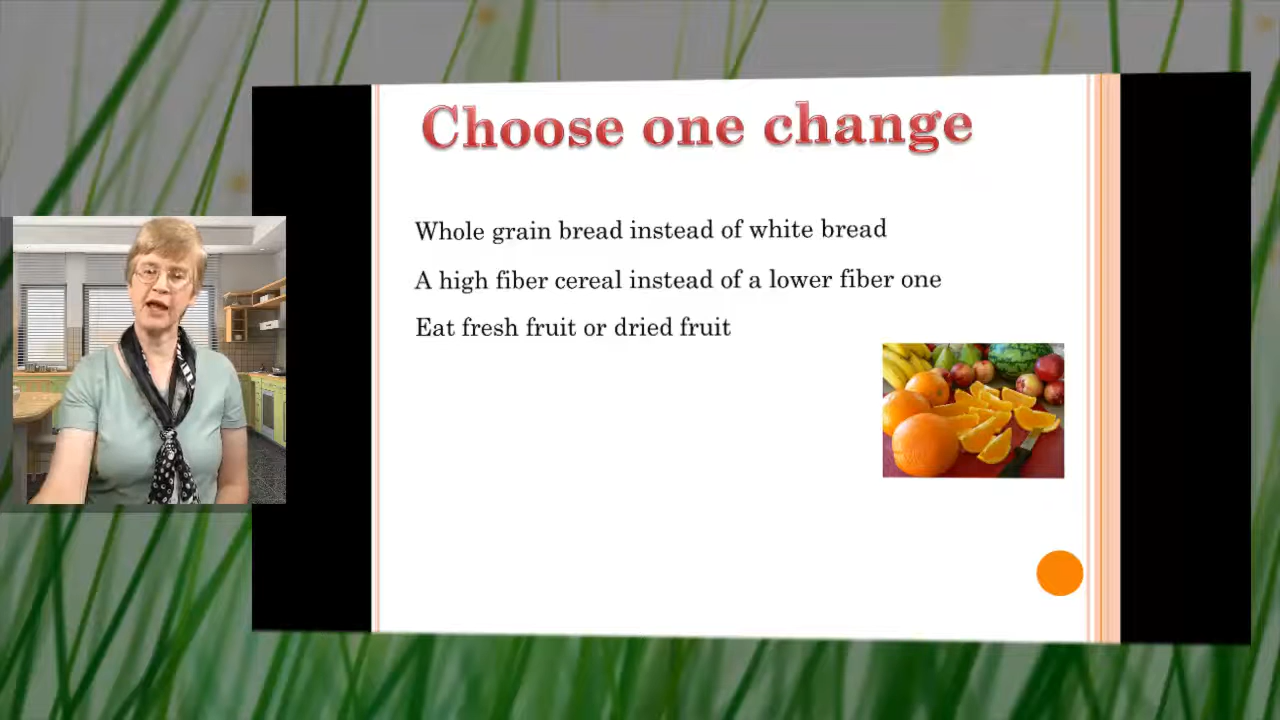 Choose one change
Whole grain bread instead of white bread
A high fiber cereal instead of a lower fiber one
Eat fresh fruit or dried fruit